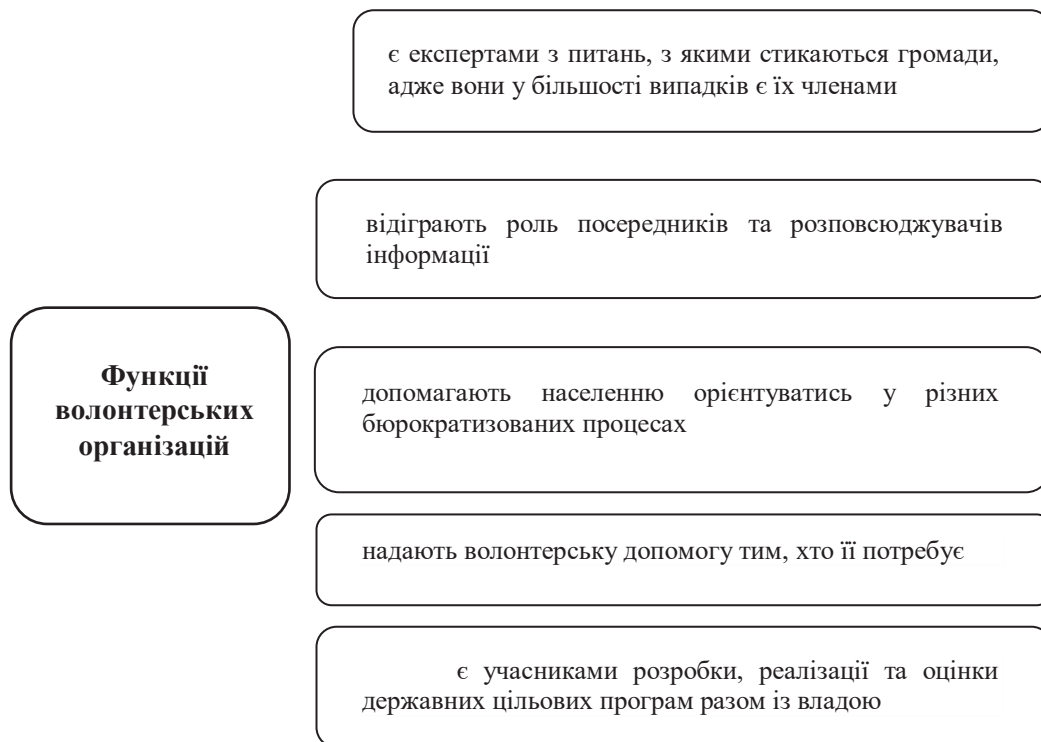 є експертами з питань, з якими стикаються громади,
адже вони у більшості випадків є їх членами
відіграють роль посередників та розповсюджувачів
інформації
Функції
волонтерських
організацій
допомагають населенню орієнтуватись у різних
бюрократизованих процесах
надають волонтерську допомогу тим, хто її потребує
є учасниками розробки, реалізації та оцінки
державних цільових програм разом із владою